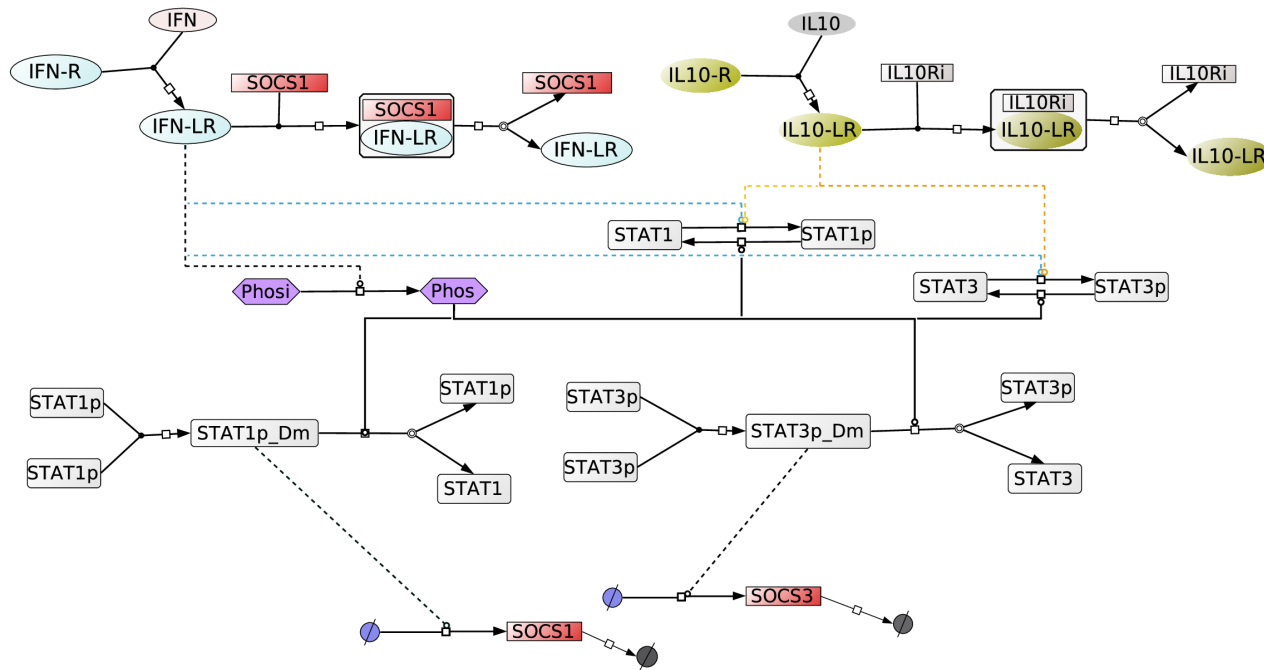 IFN
IL10
IFN-R
IL10-R
SOCS1
SOCS1
IL10Ri
IL10Ri
SOCS1
IL10Ri
IFN-LR
IFN-LR
IL10-LR
IL10-LR
IFN-LR
IL10-LR
STAT1
STAT1p
Phosi
Phos
STAT3
STAT3p
STAT1p
STAT1p
STAT3p
STAT3p
STAT1p_Dm
STAT3p_Dm
STAT1p
STAT1
STAT3p
STAT3
SOCS3
SOCS1